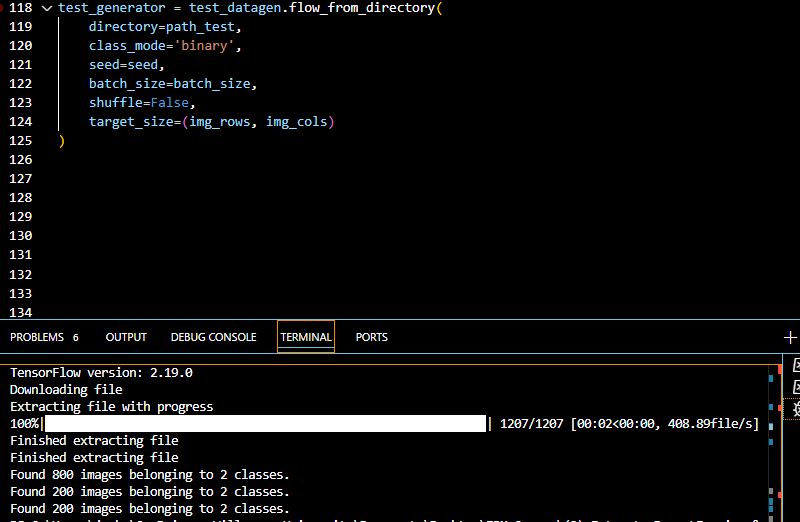 118 test_generator = test_datagen.flow_from_directory(
119 directory=path_test,
120 class_mode='binary',
121 seed=seed,
122 batch_size=batch_size,
123 shuffle=False,
124 target_size=(img_rows, img_cols)
125 )
126
127
128
129
130
131
132
133
134
PROBLEMS 6 OUTPUT DEBUG CONSOLE TERMINAL PORTS
TensorFlow version: 2.19.0
Downloading file
Extracting file with progress
100%| | 1207/1207 [00:02<00:00, 408.89file/s]
Finished extracting file
Finished extracting file
Found 800 images belonging to 2 classes.
Found 200 images belonging to 2 classes.
Found 200 images belonging to 2 classes.